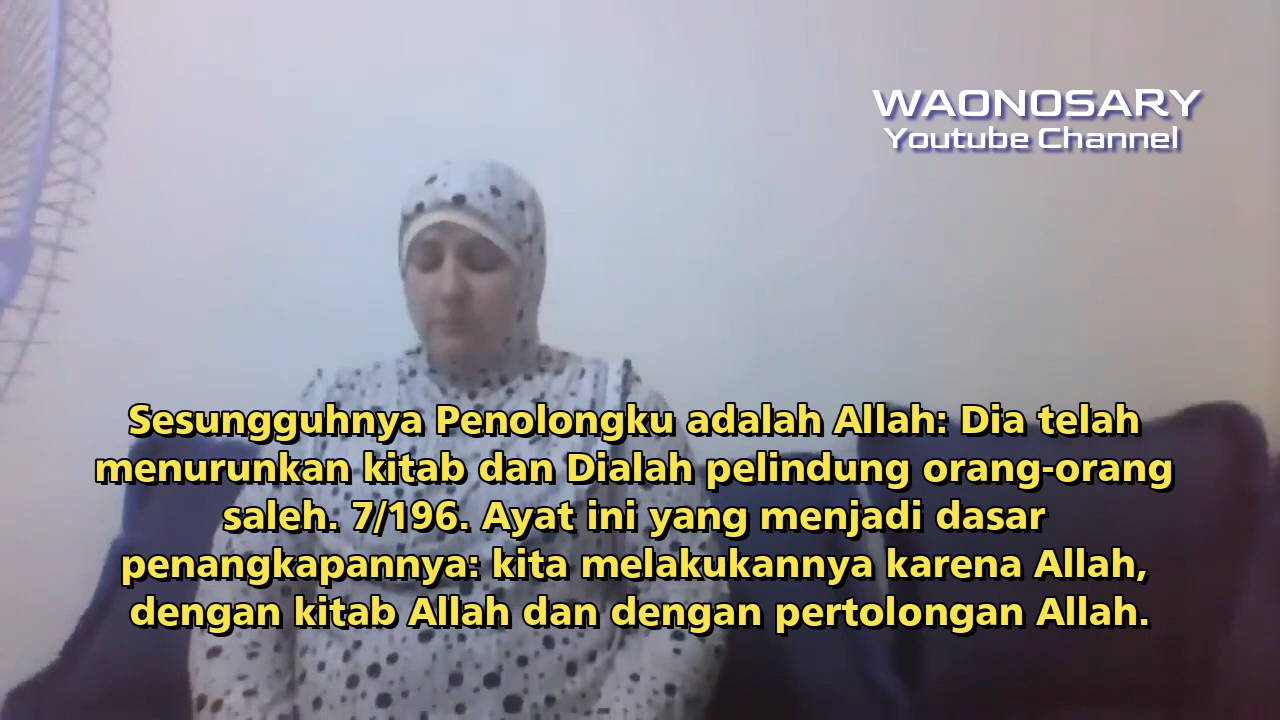 WAONOSARY
Youtube Channel
Sesungguhnya Penolongku adalah Allah: Dia telah
menurunkan kitab dan Dialah pelindung orang-orang
saleh. 7/196. Ayat ini yang menjadi dasar
penangkapannya: kita melakukannya karena Allah,
dengan kitab Allah dan dengan pertolongan Allah.